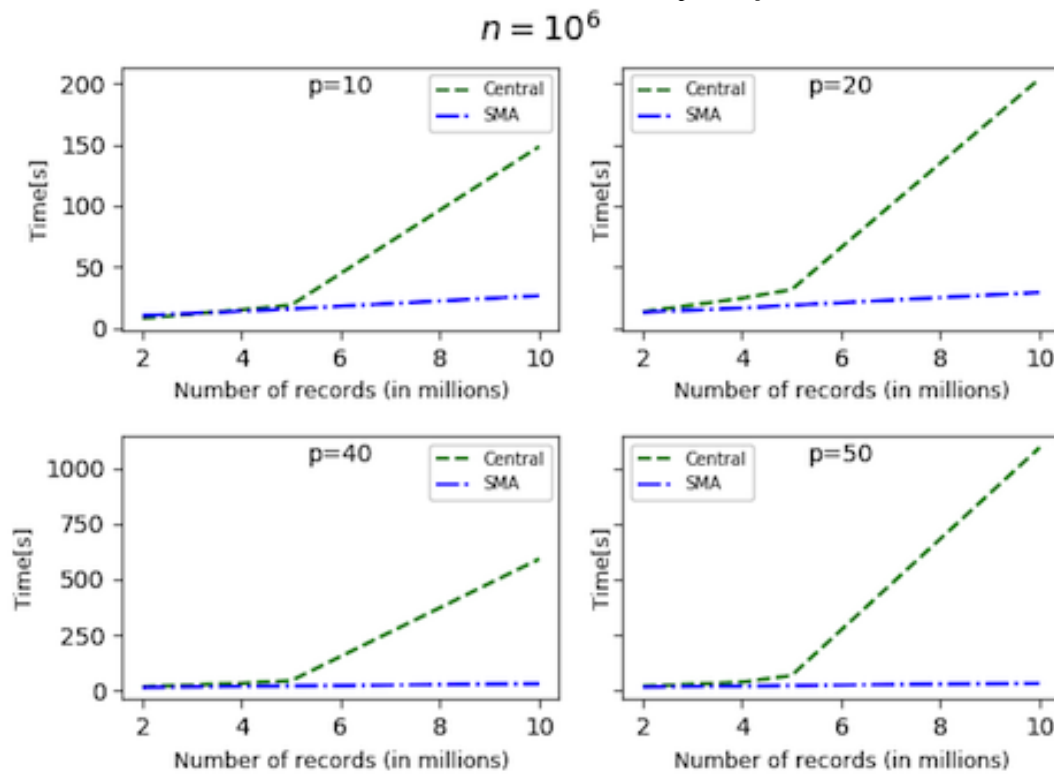 n = 10⁶
p=10
Central
SMA
200
150
100
50
0
Time[s]
2 4 6 8 10
Number of records (in millions)
p=20
Central
SMA
Time[s]
2 4 6 8 10
Number of records (in millions)
p=40
Central
SMA
1000
750
500
250
0
Time[s]
2 4 6 8 10
Number of records (in millions)
p=50
Central
SMA
Time[s]
2 4 6 8 10
Number of records (in millions)